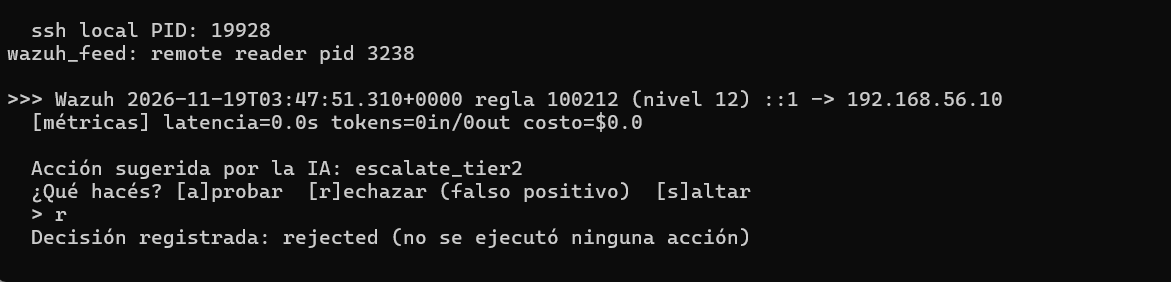 ssh local PID: 19928
wazuh_feed: remote reader pid 3238
>>> Wazuh 2026-11-19T03:47:51.310+0000 regla 100212 (nivel 12) ::1 -> 192.168.56.10
[métricas] latencia=0.0s tokens=0in/0out costo=$0.0
Acción sugerida por la IA: escalate_tier2
¿Qué hacés? [a]probar  [r]echazar (falso positivo)  [s]altar
> r
Decisión registrada: rejected (no se ejecutó ninguna acción)